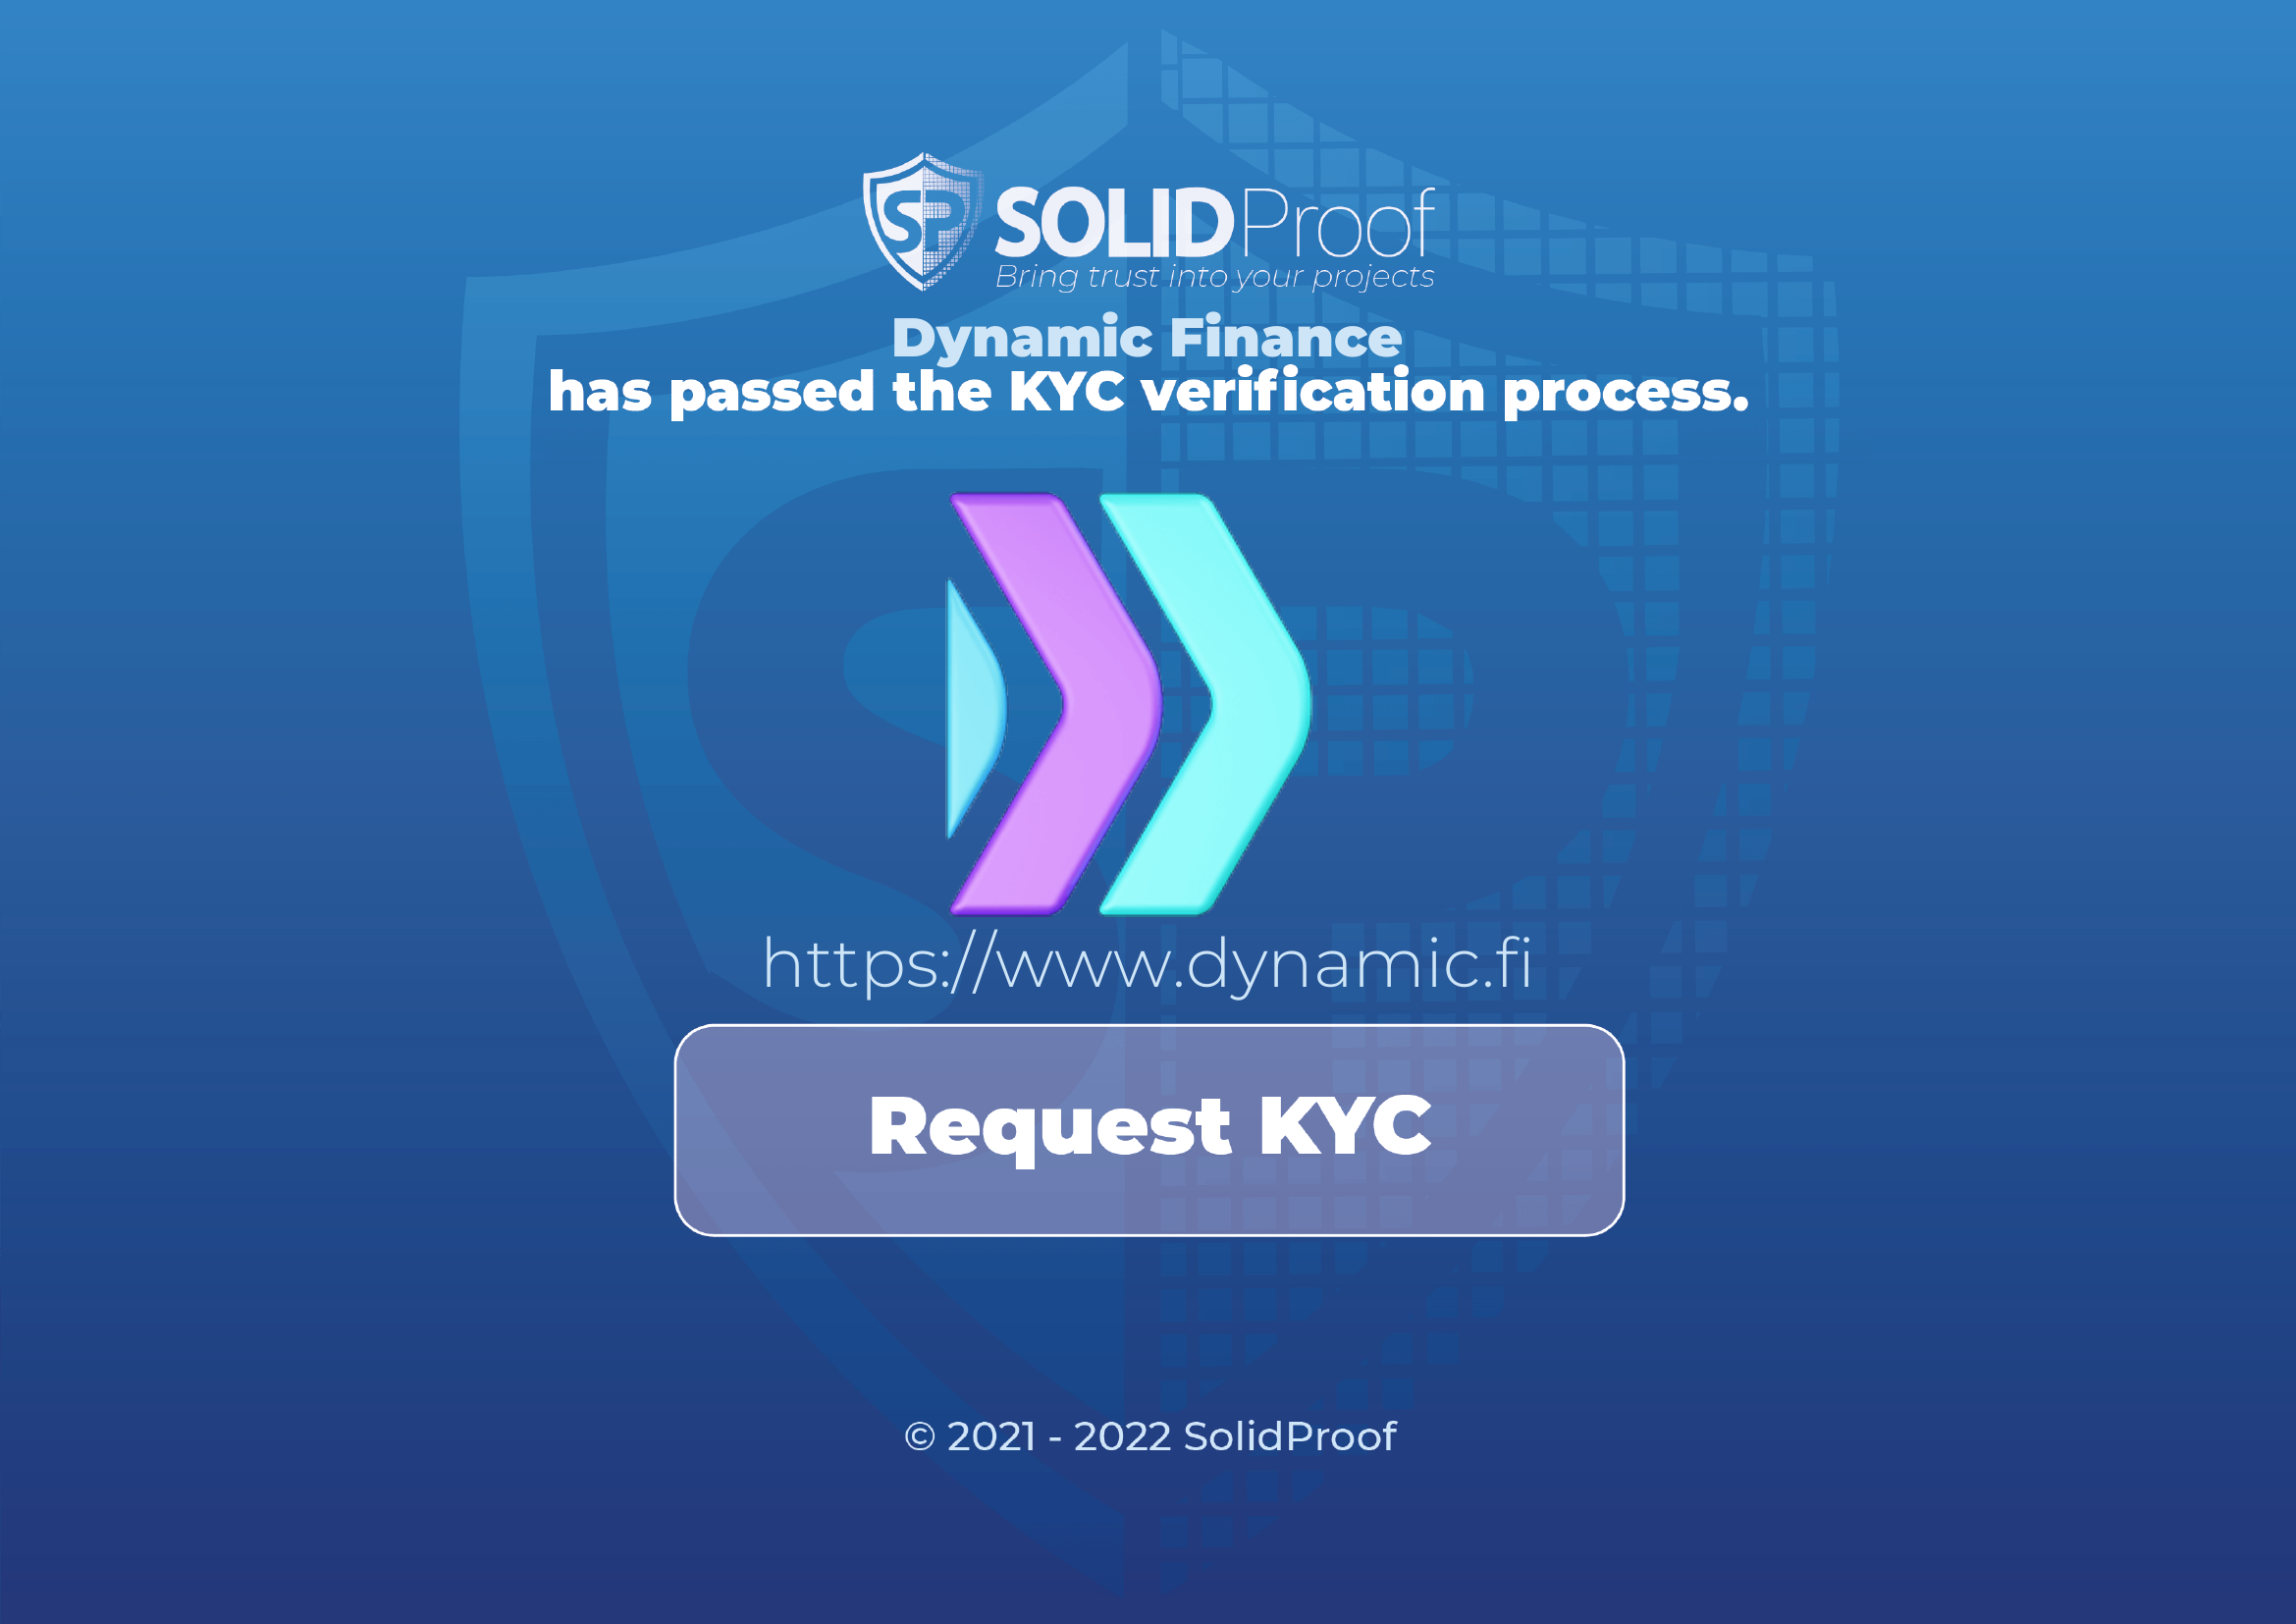 SP SOLIDProof
Bring trust into your projects
Dynamic Finance
has passed the KYC verification process.
https://www.dynamic.fi
Request KYC
© 2021 - 2022 SolidProof